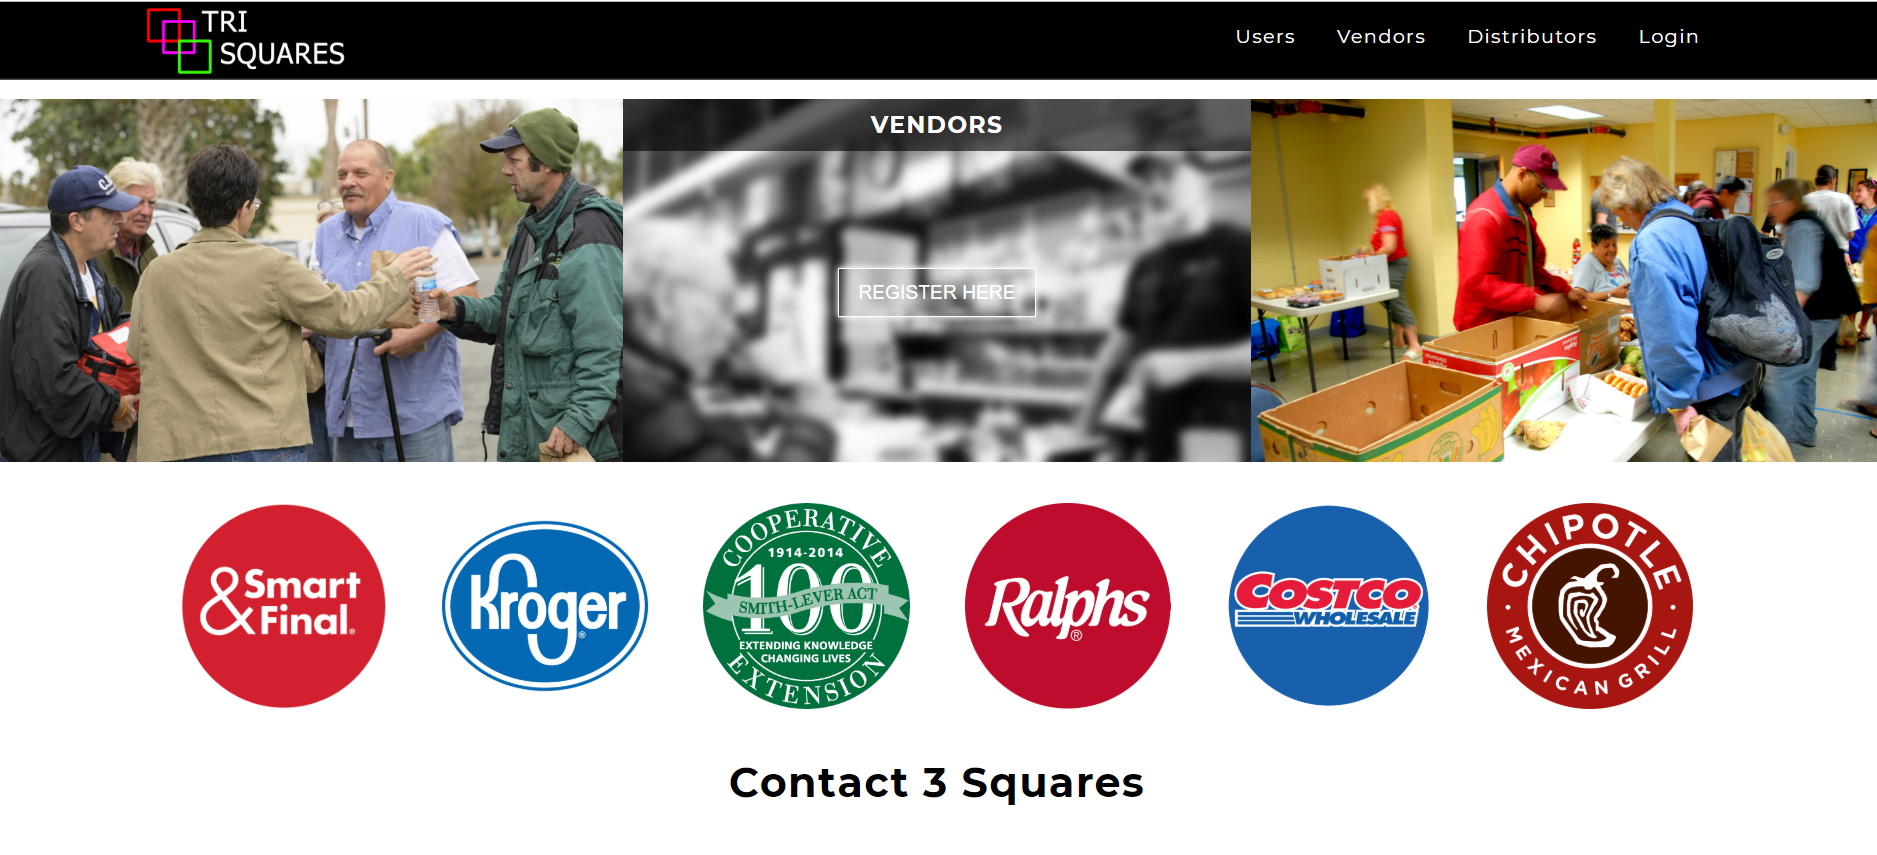 TRI
SQUARES
Users
Vendors
Distributors
Login
VENDORS
REGISTER HERE
Smart
&Final®
Kroger®
COOPERATIVE
1914-2014
100
SMITH-LEVER ACT
EXTENDING KNOWLEDGE
CHANGING LIVES
EXTENSION
Ralphs®
COSTCO
WHOLESALE
CHIPOTLE
MEXICAN GRILL
Contact 3 Squares